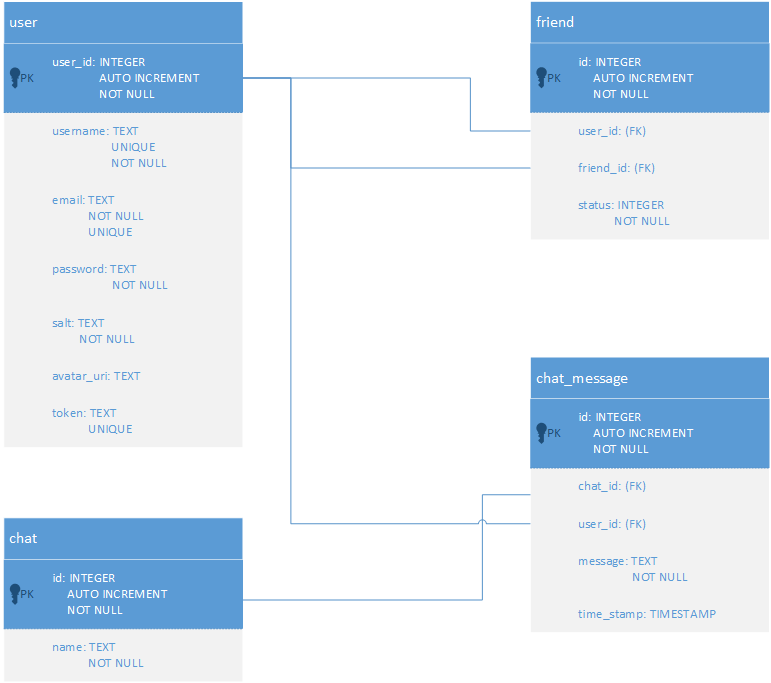 user
PK
user_id: INTEGER
AUTO INCREMENT
NOT NULL
username: TEXT
UNIQUE
NOT NULL
email: TEXT
NOT NULL
UNIQUE
password: TEXT
NOT NULL
salt: TEXT
NOT NULL
avatar_uri: TEXT
token: TEXT
UNIQUE
friend
PK
id: INTEGER
AUTO INCREMENT
NOT NULL
user_id: (FK)
friend_id: (FK)
status: INTEGER
NOT NULL
chat
PK
id: INTEGER
AUTO INCREMENT
NOT NULL
name: TEXT
NOT NULL
chat_message
PK
id: INTEGER
AUTO INCREMENT
NOT NULL
chat_id: (FK)
user_id: (FK)
message: TEXT
NOT NULL
time_stamp: TIMESTAMP